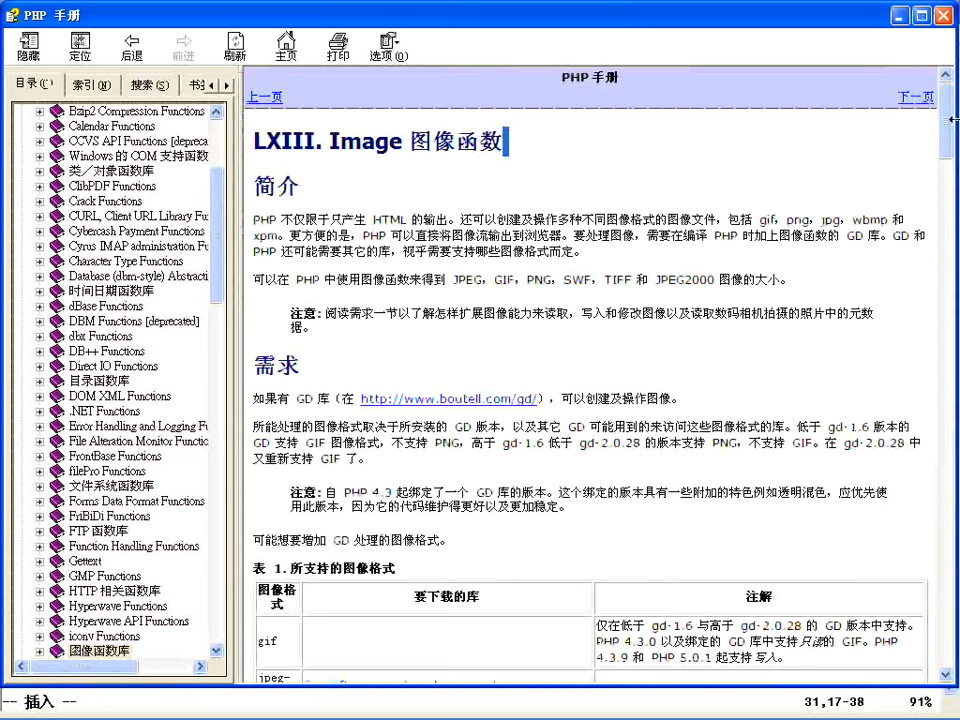 PHP 手册
隐藏 定位 后退 前进 刷新 主页 打印 选项(O)
目录(C) 索引(N) 搜索(S) 书
Bzip2 Compression Functions
Calendar Functions
CCVS API Functions [depreca
Windows 的 COM 支持函数
类／对象函数库
ClibPDF Functions
Crack Functions
CURL, Client URL Library Fu
Cybercash Payment Functions
Cyrus IMAP administration Fu
Character Type Functions
Database (dbm-style) Abstracti
时间日期函数库
dBase Functions
DBM Functions [deprecated]
dbx Functions
DB++ Functions
Direct IO Functions
目录函数库
DOM XML Functions
.NET Functions
Error Handling and Logging Fu
File Alteration Monitor Functio
FrontBase Functions
filePro Functions
文件系统函数库
Forms Data Format Functions
FriBiDi Functions
FTP 函数库
Function Handling Functions
Gettext
GMP Functions
HTTP 相关函数库
Hyperwave Functions
Hyperwave API Functions
iconv Functions
图像函数库
PHP 手册
上一页 下一页
LXIII. Image 图像函数
简介
PHP 不仅限于只产生 HTML 的输出。还可以创建及操作多种不同图像格式的图像文件，包括 gif，png，jpg，wbmp 和
xpm。更方便的是，PHP 可以直接将图像流输出到浏览器。要处理图像，需要在编译 PHP 时加上图像函数的 GD 库。GD 和
PHP 还可能需要其它的库，视乎需要支持哪些图像格式而定。
可以在 PHP 中使用图像函数来得到 JPEG，GIF，PNG，SWF，TIFF 和 JPEG2000 图像的大小。
注意: 阅读需求一节以了解怎样扩展图像能力来读取，写入和修改图像以及读取数码相机拍摄的照片中的元数
据。
需求
如果有 GD 库（在 http://www.boutell.com/gd/），可以创建及操作图像。
所能处理的图像格式取决于所安装的 GD 版本，以及其它 GD 可能用到的来访问这些图像格式的库。低于 gd-1.6 版本的
GD 支持 GIF 图像格式，不支持 PNG，高于 gd-1.6 低于 gd-2.0.28 的版本支持 PNG，不支持 GIF。在 gd-2.0.28 中
又重新支持 GIF 了。
注意: 自 PHP 4.3 起绑定了一个 GD 库的版本。这个绑定的版本具有一些附加的特色例如透明混色，应优先使
用此版本，因为它的代码维护得更好以及更加稳定。
可能想要增加 GD 处理的图像格式。
表 1.所支持的图像格式
图像格式 要下载的库 注解
gif 仅在低于 gd-1.6 与高于 gd-2.0.28 的 GD 版本中支持。
PHP 4.3.0 以及绑定的 GD 库中支持只读的 GIF。PHP
4.3.9 和 PHP 5.0.1 起支持写入。
jpeg-
-- 插入 -- 31,17-38 91%